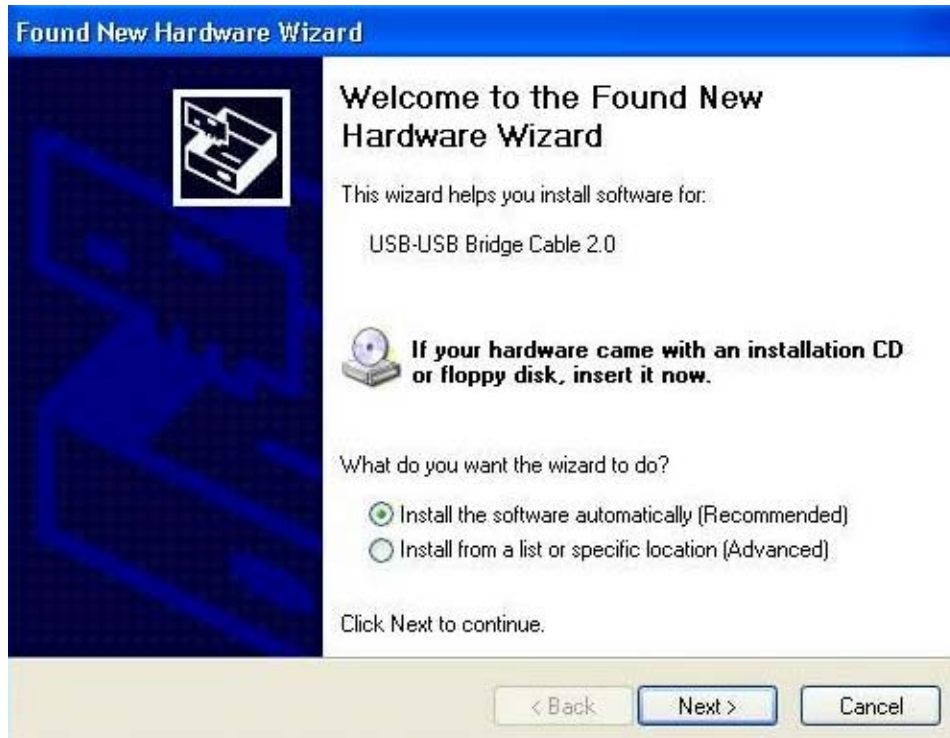 Found New Hardware Wizard
Welcome to the Found New
Hardware Wizard
This wizard helps you install software for:
USB-USB Bridge Cable 2.0
If your hardware came with an installation CD
or floppy disk, insert it now.
What do you want the wizard to do?
Install the software automatically (Recommended)
Install from a list or specific location (Advanced)
Click Next to continue.
< Back Next > Cancel